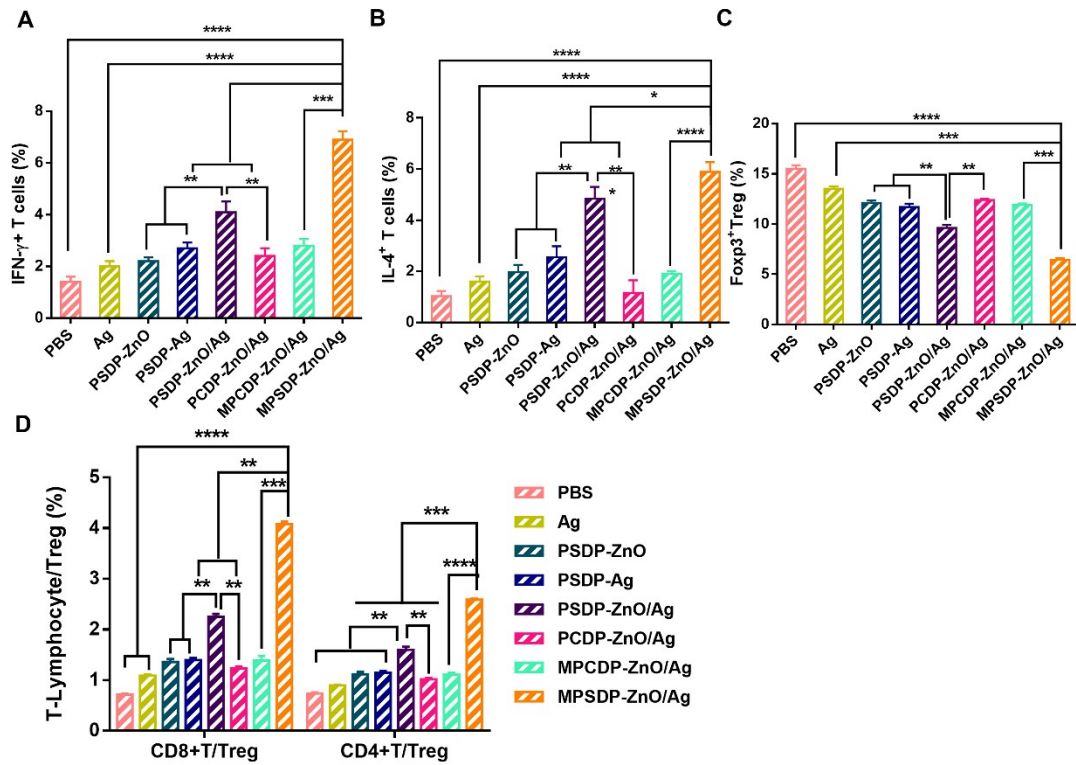 A
****
****
***
**
**
IFN-γ+ T cells (%)
8
6
4
2
0
PBS
Ag
PSDP-ZnO
PSDP-Ag
PSDP-ZnO/Ag
PCDP-ZnO/Ag
MPCDP-ZnO/Ag
MPSDP-ZnO/Ag
B
****
****
*
****
**
**
*
IL-4+ T cells (%)
8
6
4
2
0
PBS
Ag
PSDP-ZnO
PSDP-Ag
PSDP-ZnO/Ag
PCDP-ZnO/Ag
MPCDP-ZnO/Ag
MPSDP-ZnO/Ag
C
****
***
***
**
**
Foxp3+Treg (%)
20
15
10
5
0
PBS
Ag
PSDP-ZnO
PSDP-Ag
PSDP-ZnO/Ag
PCDP-ZnO/Ag
MPCDP-ZnO/Ag
MPSDP-ZnO/Ag
D
****
**
***
**
**
***
****
**
**
T-Lymphocyte/Treg (%)
5
4
3
2
1
0
CD8+T/Treg
CD4+T/Treg
PBS
Ag
PSDP-ZnO
PSDP-Ag
PSDP-ZnO/Ag
PCDP-ZnO/Ag
MPCDP-ZnO/Ag
MPSDP-ZnO/Ag